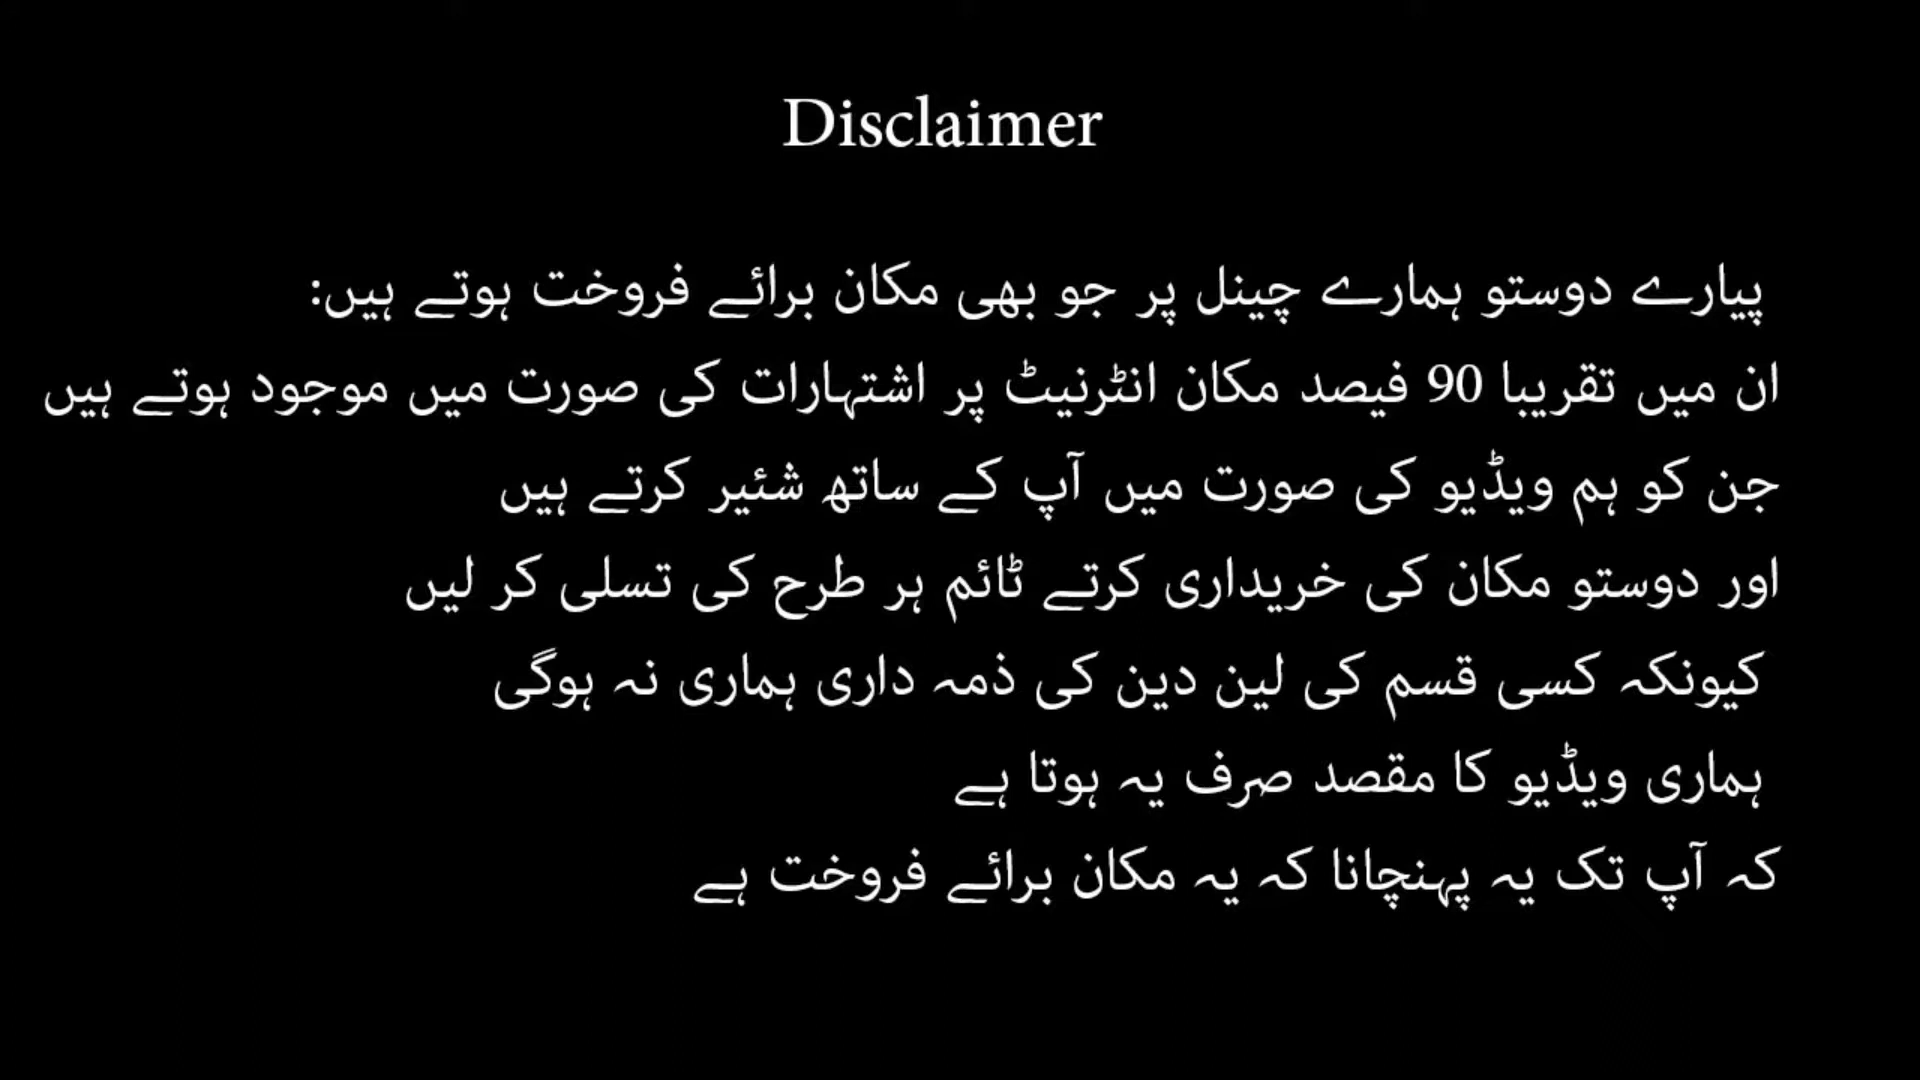 Disclaimer
پیارے دوستو ہمارے چینل پر جو بھی مکان برائے فروخت ہوتے ہیں:
ان میں تقریبا 90 فیصد مکان انٹرنیٹ پر اشتہارات کی صورت میں موجود ہوتے ہیں
جن کو ہم ویڈیو کی صورت میں آپ کے ساتھ شئیر کرتے ہیں
اور دوستو مکان کی خریداری کرتے ٹائم ہر طرح کی تسلی کر لیں
کیونکہ کسی قسم کی لین دین کی ذمہ داری ہماری نہ ہوگی
ہماری ویڈیو کا مقصد صرف یہ ہوتا ہے
کہ آپ تک یہ پہنچانا کہ یہ مکان برائے فروخت ہے